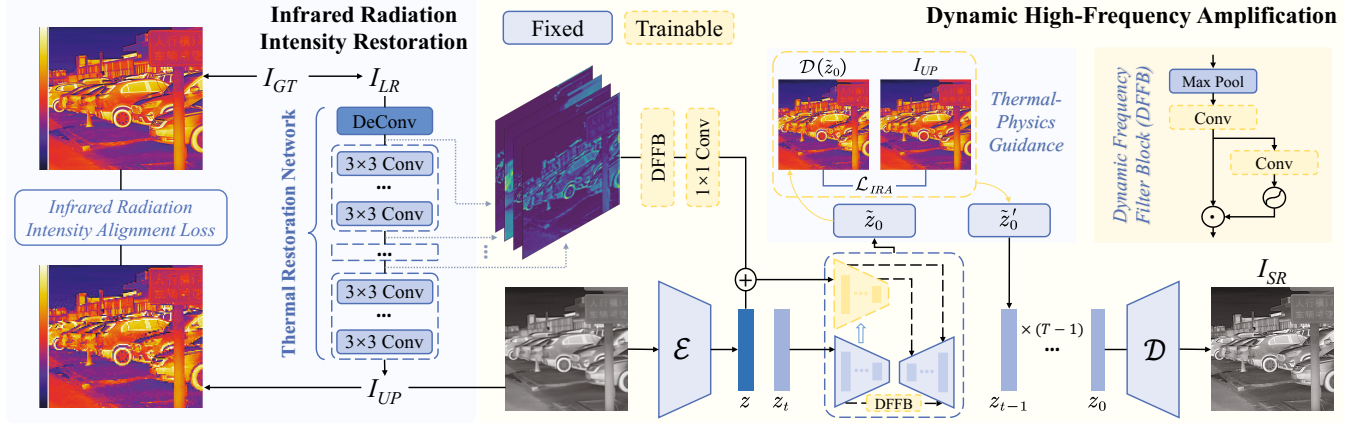 Infrared Radiation
Intensity Restoration
I_GT
I_LR
Thermal Restoration Network
DeConv
3×3 Conv
...
3×3 Conv
...
3×3 Conv
...
3×3 Conv
I_UP
Infrared Radiation
Intensity Alignment Loss
Fixed
Trainable
Dynamic High-Frequency Amplification
DFFB
1×1 Conv
D(z̃_0)
I_UP
L_IRA
Thermal-
Physics
Guidance
z̃_0
z̃_0′
Dynamic Frequency
Filter Block (DFFB)
Max Pool
Conv
Conv
E
z
z_t
DFFB
z_{t−1}
× (T − 1)
...
z_0
D
I_SR